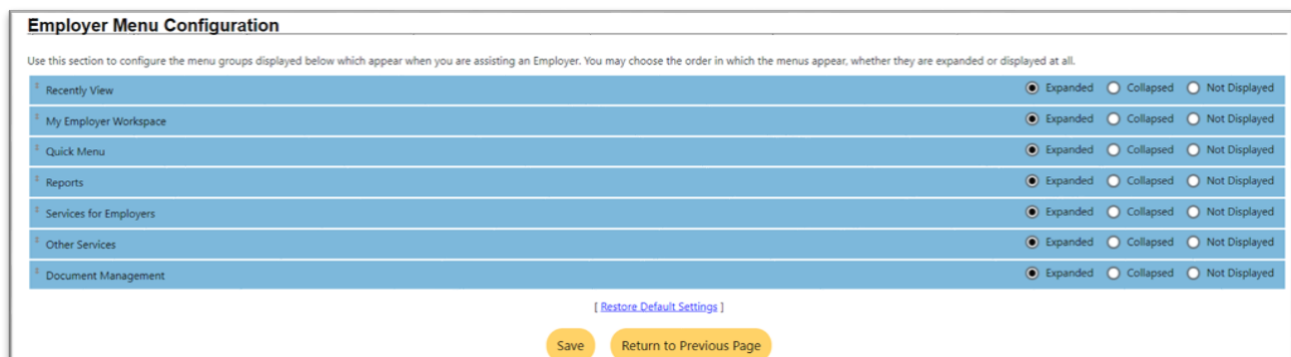 Employer Menu Configuration
Use this section to configure the menu groups displayed below which appear when you are assisting an Employer. You may choose the order in which the menus appear, whether they are expanded or displayed at all.
Recently View Expanded Collapsed Not Displayed
My Employer Workspace Expanded Collapsed Not Displayed
Quick Menu Expanded Collapsed Not Displayed
Reports Expanded Collapsed Not Displayed
Services for Employers Expanded Collapsed Not Displayed
Other Services Expanded Collapsed Not Displayed
Document Management Expanded Collapsed Not Displayed
[ Restore Default Settings ]
Save Return to Previous Page